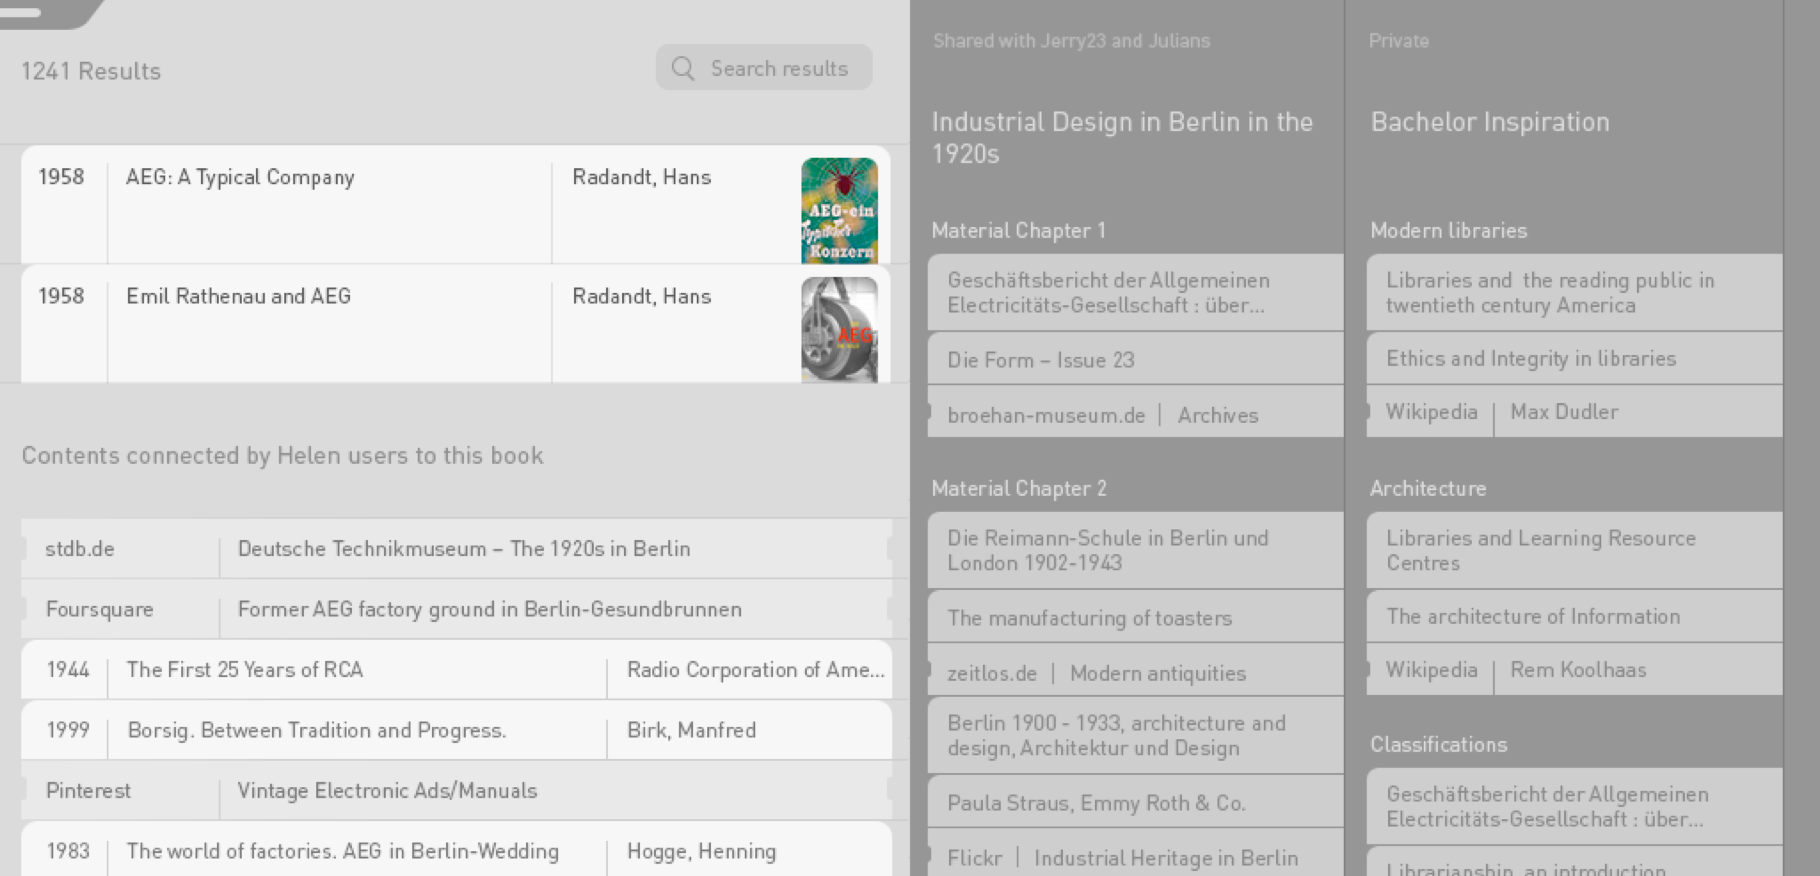 1241 Results
Search results
1958
AEG: A Typical Company
Radandt, Hans
AEG-ein
Typischer
Konzern
1958
Emil Rathenau and AEG
Radandt, Hans
AEG
Contents connected by Helen users to this book
stdb.de
Deutsche Technikmuseum – The 1920s in Berlin
Foursquare
Former AEG factory ground in Berlin-Gesundbrunnen
1944
The First 25 Years of RCA
Radio Corporation of Ame...
1999
Borsig. Between Tradition and Progress.
Birk, Manfred
Pinterest
Vintage Electronic Ads/Manuals
1983
The world of factories. AEG in Berlin-Wedding
Hogge, Henning
Shared with Jerry23 and Julians
Industrial Design in Berlin in the
1920s
Material Chapter 1
Geschäftsbericht der Allgemeinen
Electricitäts-Gesellschaft : über...
Die Form – Issue 23
broehan-museum.de | Archives
Material Chapter 2
Die Reimann-Schule in Berlin und
London 1902-1943
The manufacturing of toasters
zeitlos.de | Modern antiquities
Berlin 1900 - 1933, architecture and
design, Architektur und Design
Paula Straus, Emmy Roth & Co.
Flickr | Industrial Heritage in Berlin
Private
Bachelor Inspiration
Modern libraries
Libraries and the reading public in
twentieth century America
Ethics and Integrity in libraries
Wikipedia | Max Dudler
Architecture
Libraries and Learning Resource
Centres
The architecture of Information
Wikipedia | Rem Koolhaas
Classifications
Geschäftsbericht der Allgemeinen
Electricitäts-Gesellschaft : über...
Librarianship, an introduction